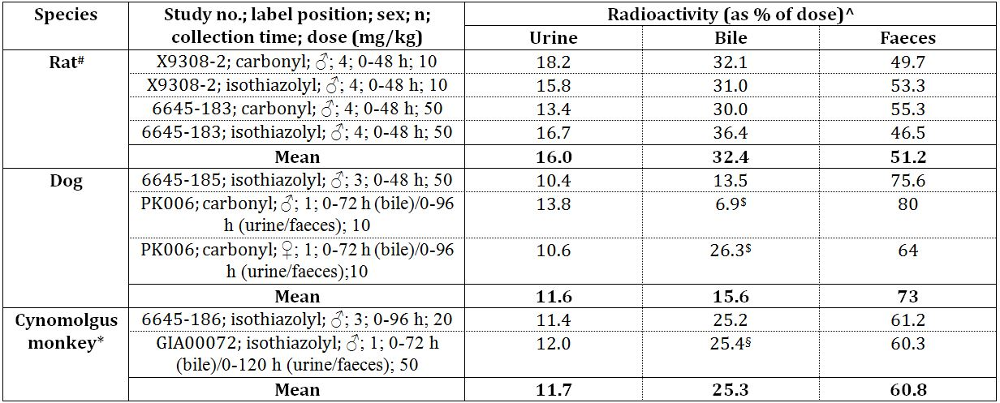 Species Study no.; label position; sex; n; collection time; dose (mg/kg) Radioactivity (as % of dose)^
Urine Bile Faeces
Rat# X9308-2; carbonyl; ♂; 4; 0-48 h; 10 18.2 32.1 49.7
X9308-2; isothiazolyl; ♂; 4; 0-48 h; 10 15.8 31.0 53.3
6645-183; carbonyl; ♂; 4; 0-48 h; 50 13.4 30.0 55.3
6645-183; isothiazolyl; ♂; 4; 0-48 h; 50 16.7 36.4 46.5
Mean 16.0 32.4 51.2
Dog 6645-185; isothiazolyl; ♂; 3; 0-48 h; 50 10.4 13.5 75.6
PK006; carbonyl; ♂; 1; 0-72 h (bile)/0-96 13.8 6.9$ 80
h (urine/faeces); 10
PK006; carbonyl; ♀; 1; 0-72 h (bile)/0-96 10.6 26.3$ 64
h (urine/faeces);10
Mean 11.6 15.6 73
Cynomolgus 6645-186; isothiazolyl; ♂; 3; 0-96 h; 20 11.4 25.2 61.2
monkey* GIA00072; isothiazolyl; ♂; 1; 0-72 h 12.0 25.4§ 60.3
(bile)/0-120 h (urine/faeces); 50
Mean 11.7 25.3 60.8